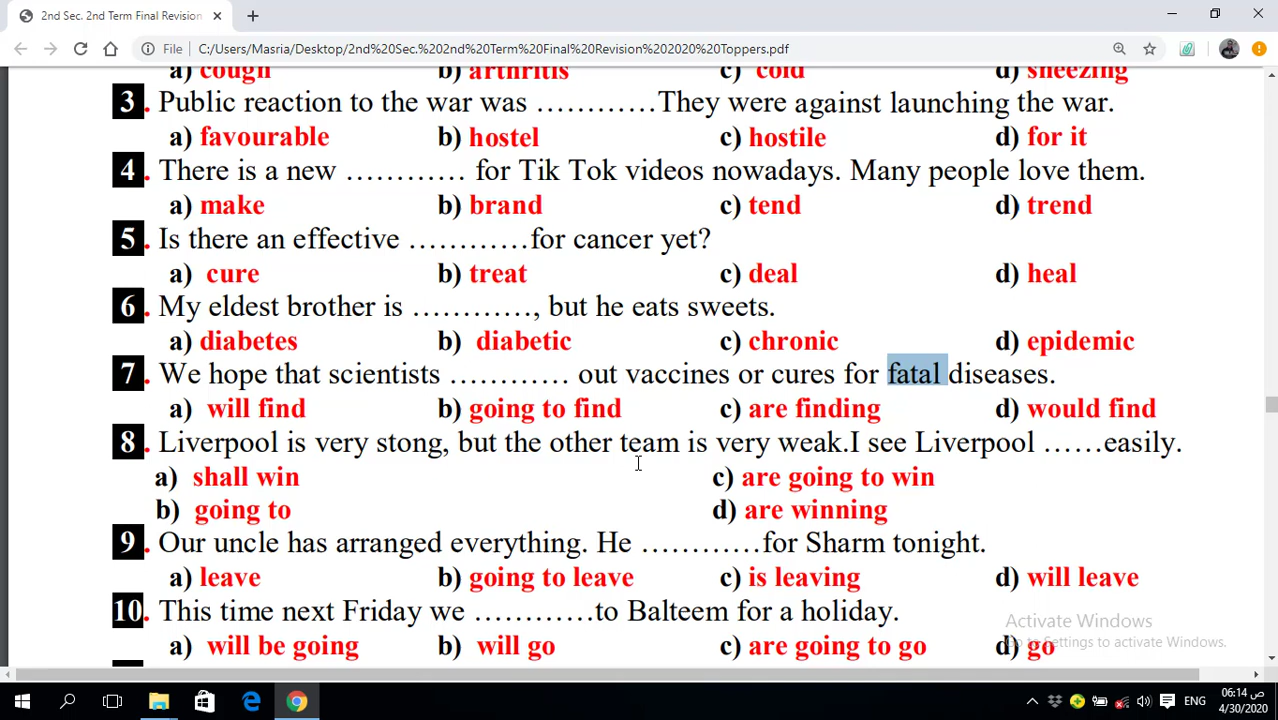 2nd Sec. 2nd Term Final Revision
File C:/Users/Masria/Desktop/2nd%20Sec.%202nd%20Term%20Final%20Revision%202020%20Toppers.pdf
a) cough b) arthritis c) cold d) sneezing
3. Public reaction to the war was …………They were against launching the war.
a) favourable b) hostel c) hostile d) for it
4. There is a new ………… for Tik Tok videos nowadays. Many people love them.
a) make b) brand c) tend d) trend
5. Is there an effective …………for cancer yet?
a) cure b) treat c) deal d) heal
6. My eldest brother is …………, but he eats sweets.
a) diabetes b) diabetic c) chronic d) epidemic
7. We hope that scientists ………… out vaccines or cures for fatal diseases.
a) will find b) going to find c) are finding d) would find
8. Liverpool is very stong, but the other team is very weak.I see Liverpool ……easily.
a) shall win c) are going to win
b) going to d) are winning
9. Our uncle has arranged everything. He …………for Sharm tonight.
a) leave b) going to leave c) is leaving d) will leave
10. This time next Friday we …………to Balteem for a holiday.
a) will be going b) will go c) are going to go d) go
Activate Windows
Go to Settings to activate Windows.
ENG
06:14 ص
4/30/2020